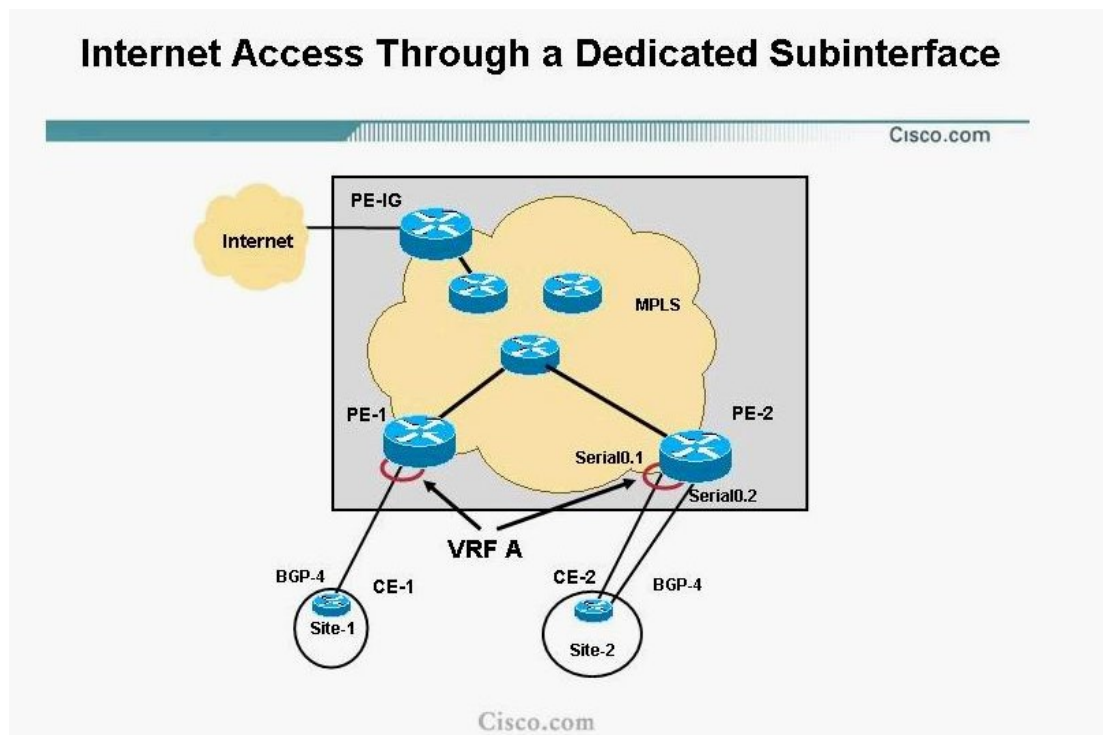 Internet Access Through a Dedicated Subinterface
Cisco.com
PE-IG
Internet
MPLS
PE-1
PE-2
Serial0.1
Serial0.2
VRF A
BGP-4
CE-1
CE-2
BGP-4
Site-1
Site-2
Cisco.com